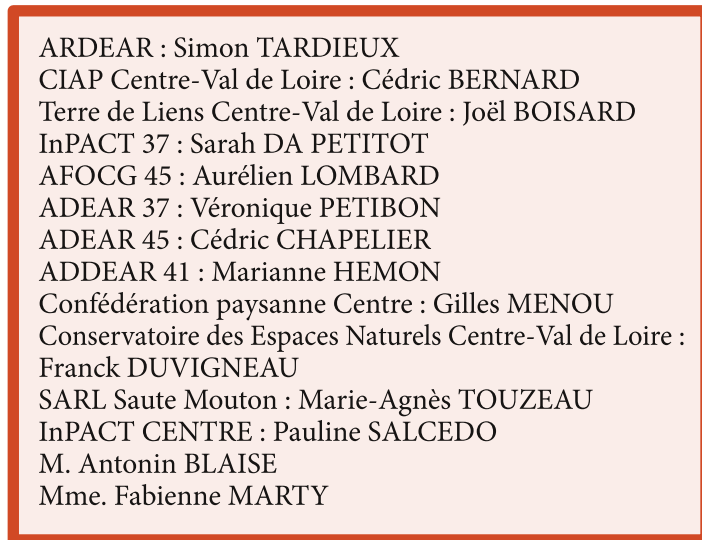 ARDEAR : Simon TARDIEUX
CIAP Centre-Val de Loire : Cédric BERNARD
Terre de Liens Centre-Val de Loire : Joël BOISARD
InPACT 37 : Sarah DA PETITOT
AFOCG 45 : Aurélien LOMBARD
ADEAR 37 : Véronique PETIBON
ADEAR 45 : Cédric CHAPELIER
ADDEAR 41 : Marianne HEMON
Confédération paysanne Centre : Gilles MENOU
Conservatoire des Espaces Naturels Centre-Val de Loire :
Franck DUVIGNEAU
SARL Saute Mouton : Marie-Agnès TOUZEAU
InPACT CENTRE : Pauline SALCEDO
M. Antonin BLAISE
Mme. Fabienne MARTY